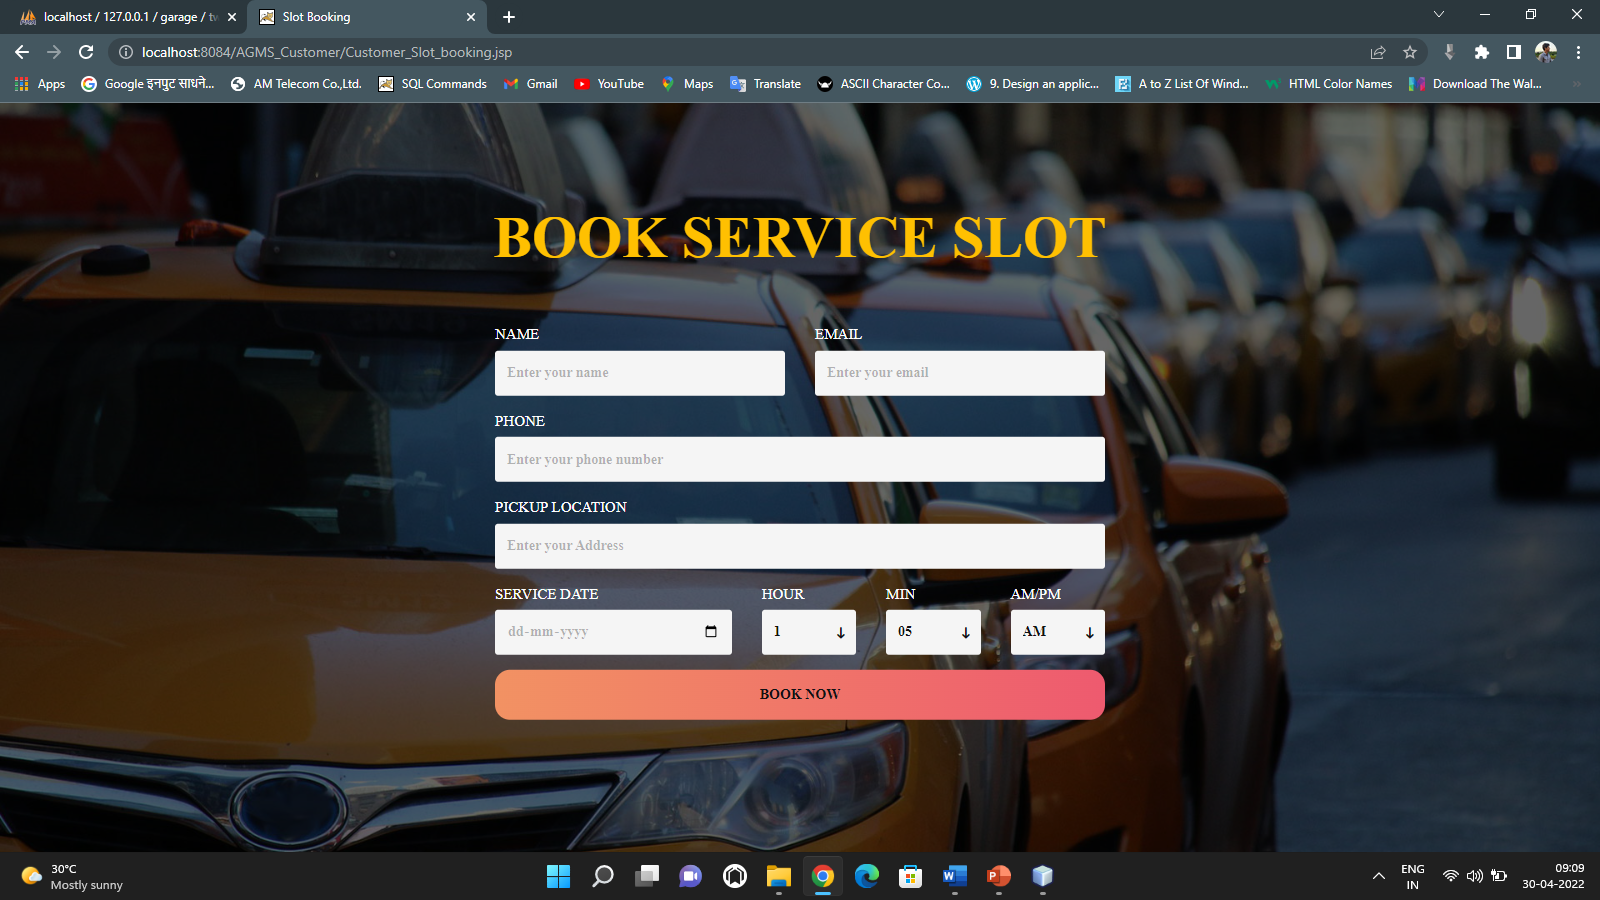 localhost / 127.0.0.1 / garage / tw
Slot Booking
localhost:8084/AGMS_Customer/Customer_Slot_booking.jsp
Apps
Google इनपुट साधने...
AM Telecom Co.,Ltd.
SQL Commands
Gmail
YouTube
Maps
Translate
ASCII Character Co...
9. Design an applic...
A to Z List Of Wind...
HTML Color Names
Download The Wal...
BOOK SERVICE SLOT
NAME
EMAIL
Enter your name
Enter your email
PHONE
Enter your phone number
PICKUP LOCATION
Enter your Address
SERVICE DATE
HOUR
MIN
AM/PM
dd-mm-yyyy
1
05
AM
BOOK NOW
30°C
Mostly sunny
ENG
IN
09:09
30-04-2022